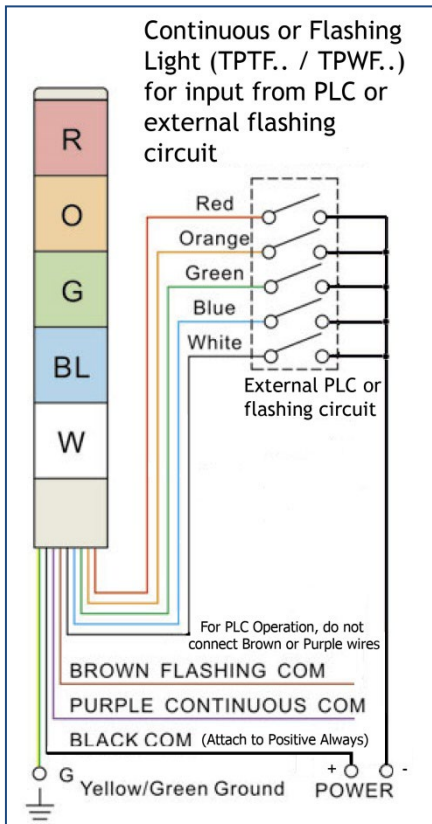 Continuous or Flashing
Light (TPTF.. / TPWF..)
for input from PLC or
external flashing
circuit
R
O
G
BL
W
Red
Orange
Green
Blue
White
External PLC or
flashing circuit
For PLC Operation, do not
connect Brown or Purple wires
BROWN FLASHING COM
PURPLE CONTINUOUS COM
BLACK COM (Attach to Positive Always)
G
Yellow/Green Ground
+ -
POWER